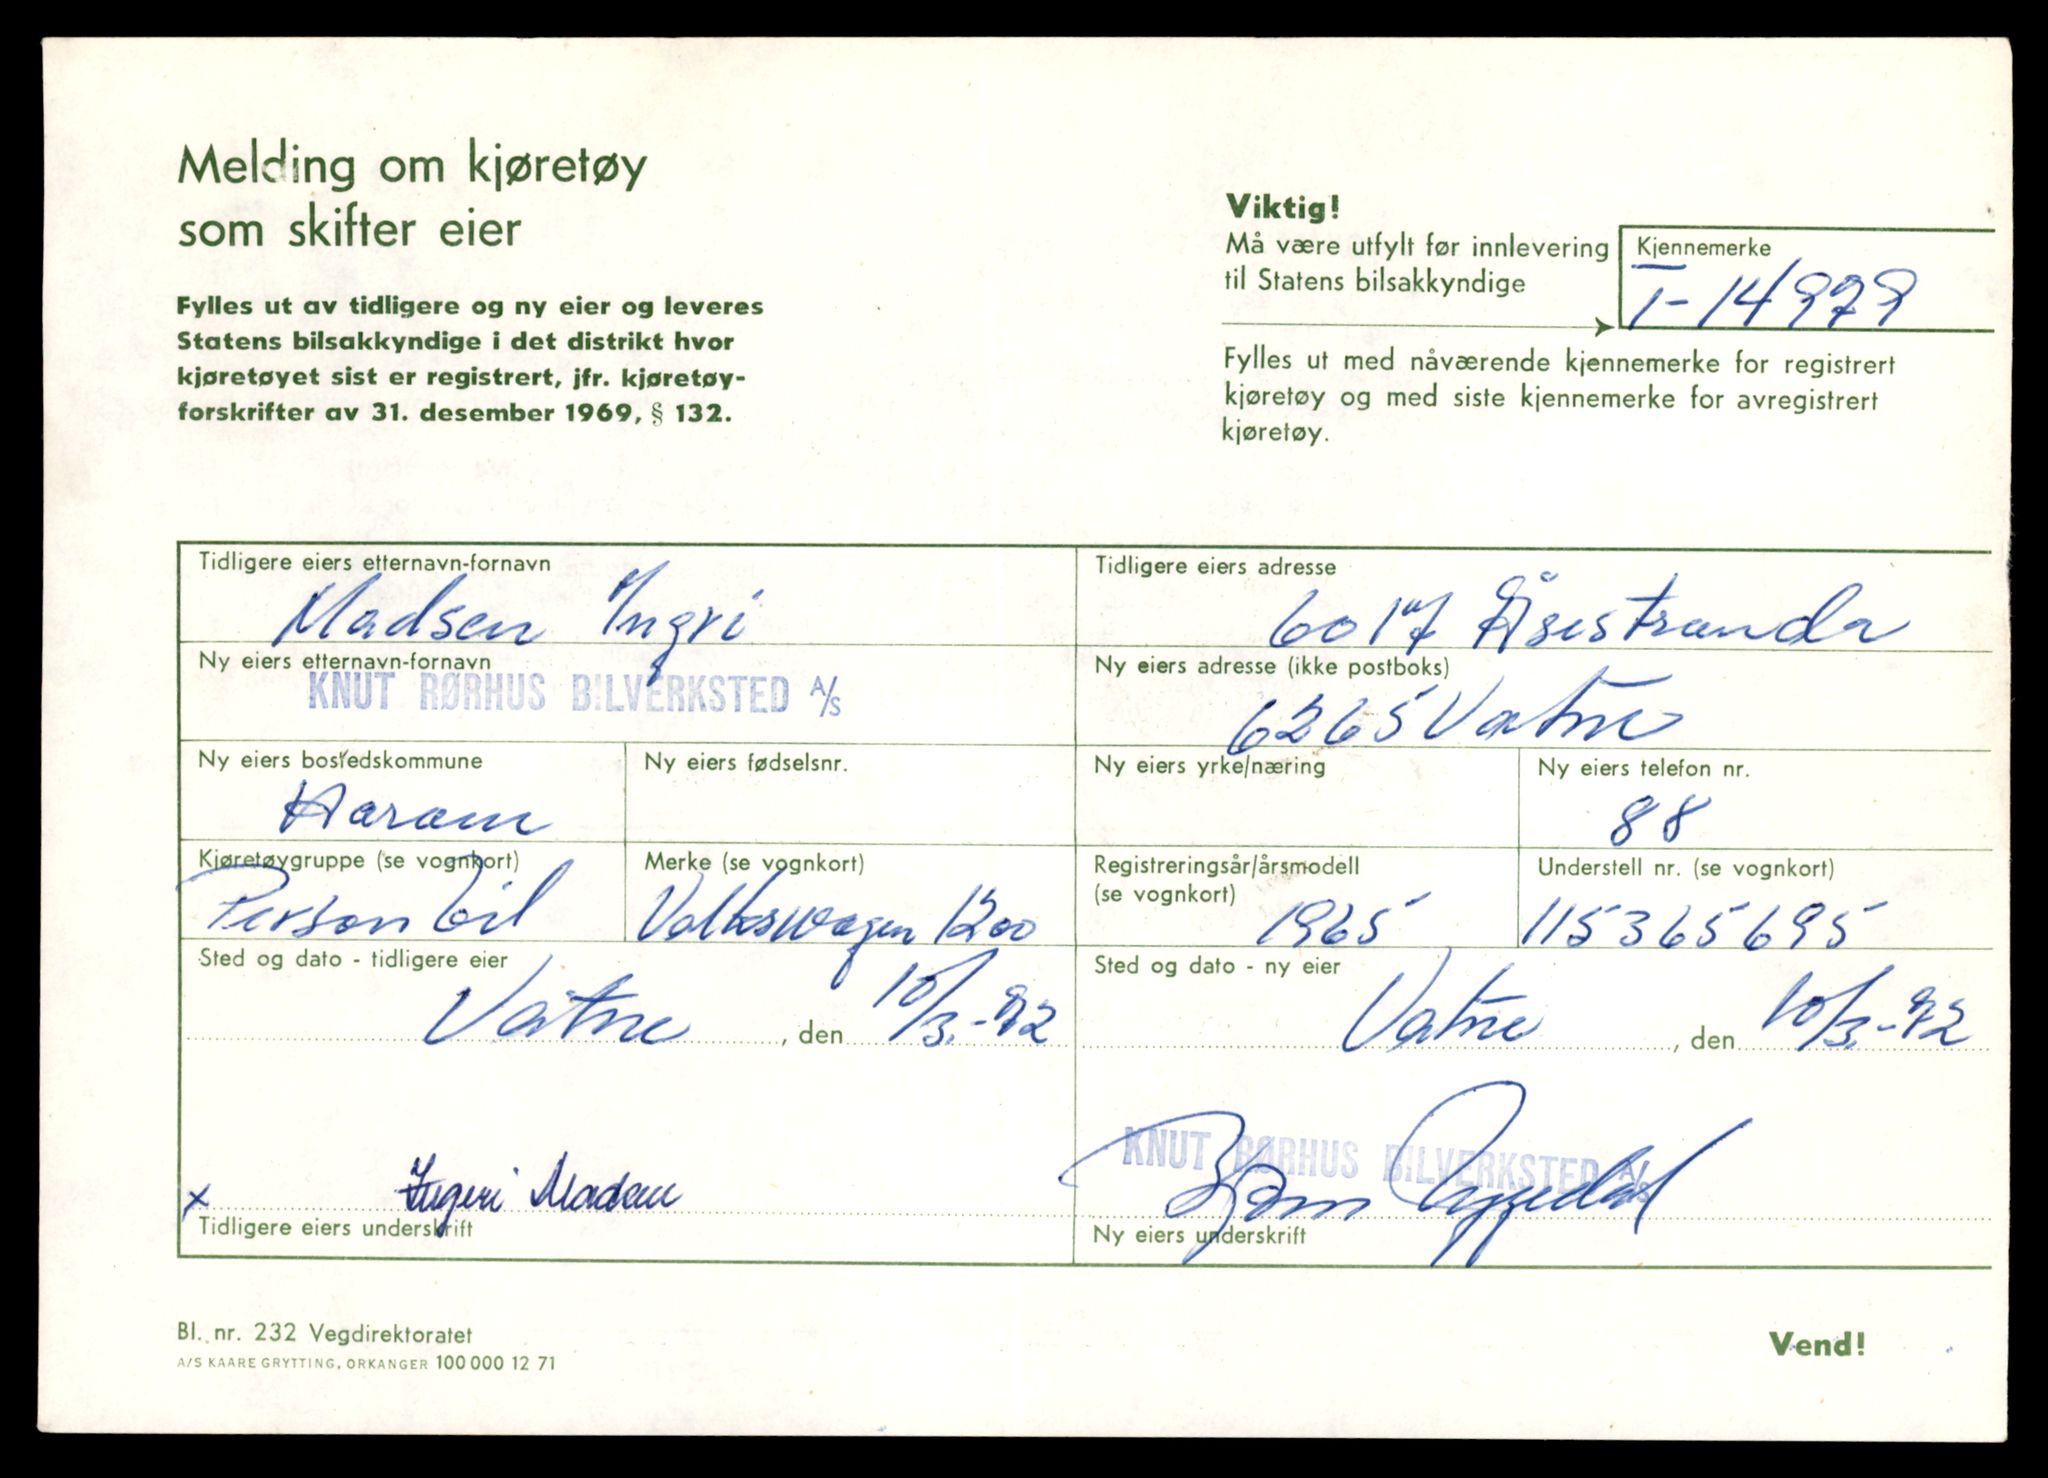 Melding om kjøretøy
som skifter eier
Fylles ut av tidligere og ny eier og leveres
Statens bilsakkyndige i det distrikt hvor
kjøretøyet sist er registrert, jfr. kjøretøy-
forskrifter av 31. desember 1969, § 132.
Viktig!
Må være utfylt før innlevering
til Statens bilsakkyndige
Kjennemerke
T-14979
Fylles ut med nåværende kjennemerke for registrert
kjøretøy og med siste kjennemerke for avregistrert
kjøretøy.
Tidligere eiers etternavn-fornavn
Madsen Ingri
Tidligere eiers adresse
6017 Åsestranda
Ny eiers etternavn-fornavn
KNUT RØRHUS BILVERKSTED A/S
Ny eiers adresse (ikke postboks)
6265 Vatne
Ny eiers bostedskommune
Haram
Ny eiers fødselsnr.
Ny eiers yrke/næring
Ny eiers telefon nr.
88
Kjøretøygruppe (se vognkort)
Personbil
Merke (se vognkort)
Volkswagen 1200
Registreringsår/årsmodell
(se vognkort)
1965
Understell nr. (se vognkort)
115365695
Sted og dato - tidligere eier
Vatne, den 10/3.-72
Sted og dato - ny eier
Vatne, den 10/3.-72
x Ingeri Madsen
Tidligere eiers underskrift
KNUT RØRHUS BILVERKSTED A/S
Bjørn
Ny eiers underskrift
Bl. nr. 232 Vegdirektoratet
A/S KAARE GRYTTING, ORKANGER 100 000 12 71
Vend!